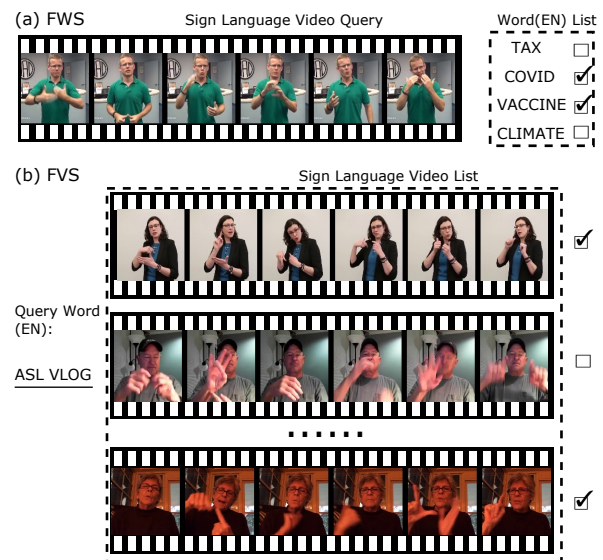 (a) FWS
Sign Language Video Query
Word(EN) List
TAX
COVID
VACCINE
CLIMATE
(b) FVS
Sign Language Video List
Query Word
(EN):
ASL VLOG
......